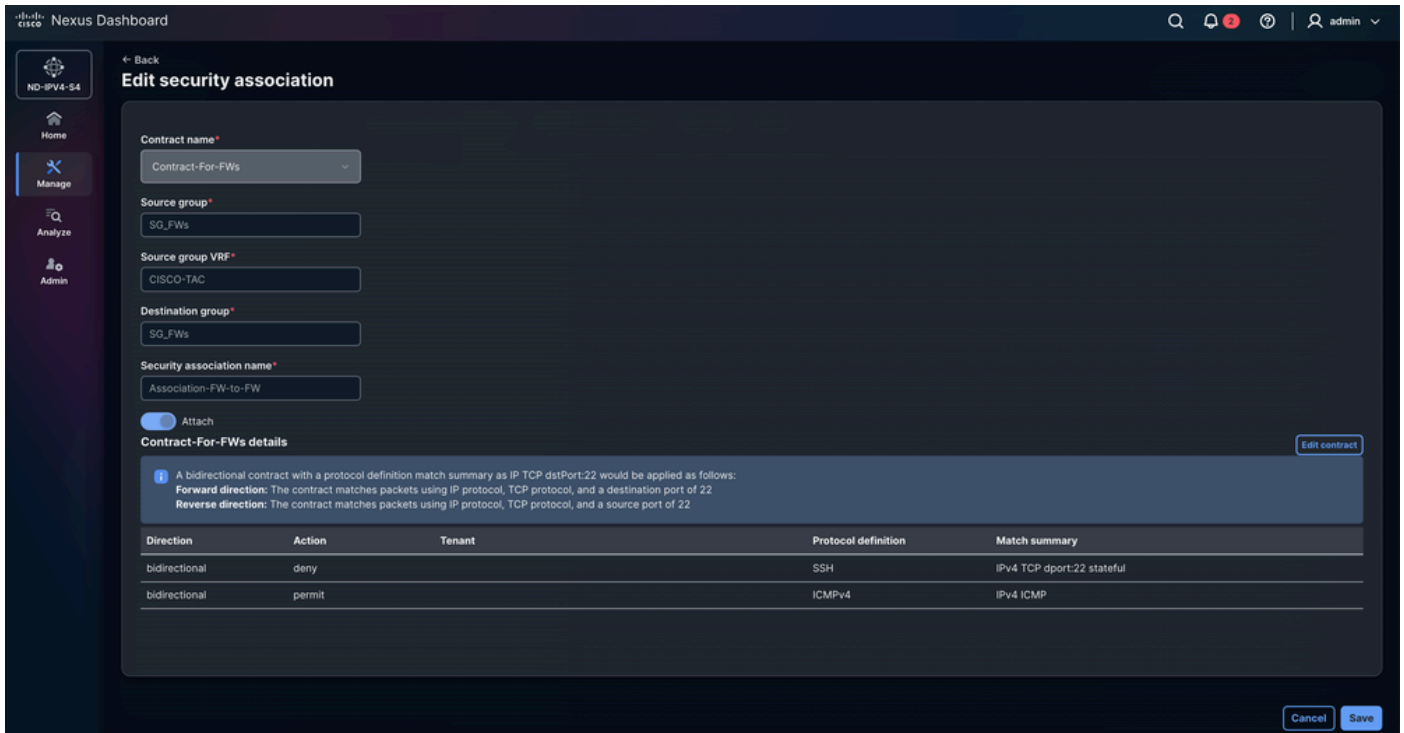 CISCO Nexus Dashboard
2
admin
ND-IPV4-S4
Home
Manage
Analyze
Admin
← Back
Edit security association
Contract name*
Contract-For-FWs
Source group*
SG_FWs
Source group VRF*
CISCO-TAC
Destination group*
SG_FWs
Security association name*
Association-FW-to-FW
Attach
Contract-For-FWs details
Edit contract
A bidirectional contract with a protocol definition match summary as IP TCP dstPort:22 would be applied as follows:
Forward direction: The contract matches packets using IP protocol, TCP protocol, and a destination port of 22
Reverse direction: The contract matches packets using IP protocol, TCP protocol, and a source port of 22
Direction Action Tenant Protocol definition Match summary
bidirectional deny SSH IPv4 TCP dport:22 stateful
bidirectional permit ICMPv4 IPv4 ICMP
Cancel Save